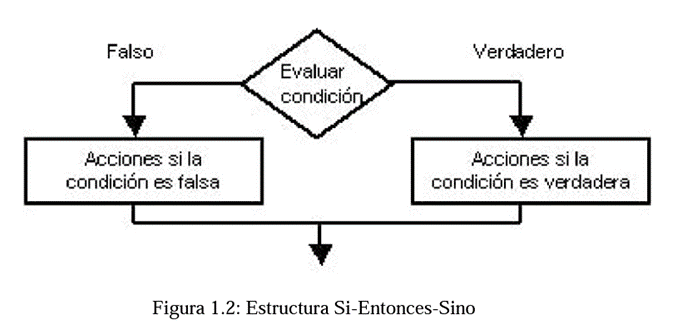 Falso
Verdadero
Evaluar
condición
Acciones si la
condición es falsa
Acciones si la
condición es verdadera
Figura 1.2: Estructura Si-Entonces-Sino